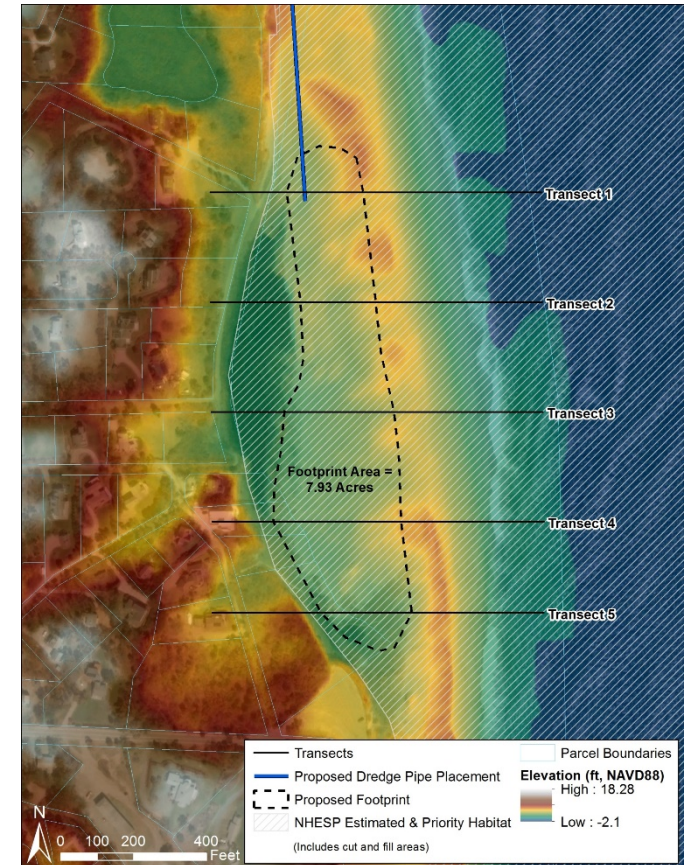 Transect 1
Transect 2
Transect 3
Footprint Area =
7.93 Acres
Transect 4
Transect 5
Transects
Proposed Dredge Pipe Placement
Proposed Footprint
NHESP Estimated & Priority Habitat
(Includes cut and fill areas)
Parcel Boundaries
Elevation (ft, NAVD88)
High : 18.28
Low : -2.1
N
0 100 200 400
Feet